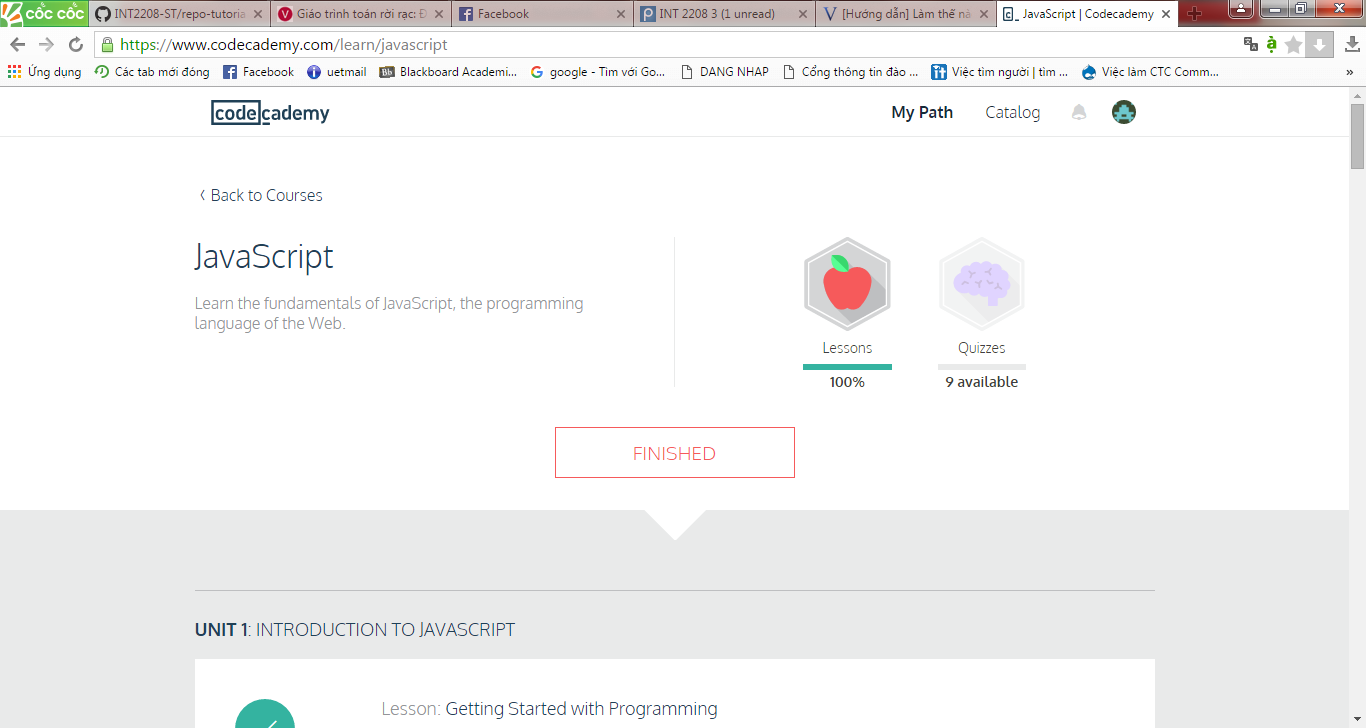 cốc cốc
INT2208-ST/repo-tutoria
Giáo trình toán rời rạc: Đ
Facebook
INT 2208 3 (1 unread)
[Hướng dẫn] Làm thế nà
JavaScript | Codecademy
https://www.codecademy.com/learn/javascript
Ứng dụng
Các tab mới đóng
Facebook
uetmail
Blackboard Academi...
google - Tìm với Go...
DANG NHAP
Cổng thông tin đào ...
Việc tìm người | tìm ...
Việc làm CTC Comm...
»
codecademy
My Path
Catalog
‹ Back to Courses
JavaScript
Learn the fundamentals of JavaScript, the programming
language of the Web.
Lessons
100%
Quizzes
9 available
FINISHED
UNIT 1: INTRODUCTION TO JAVASCRIPT
Lesson: Getting Started with Programming